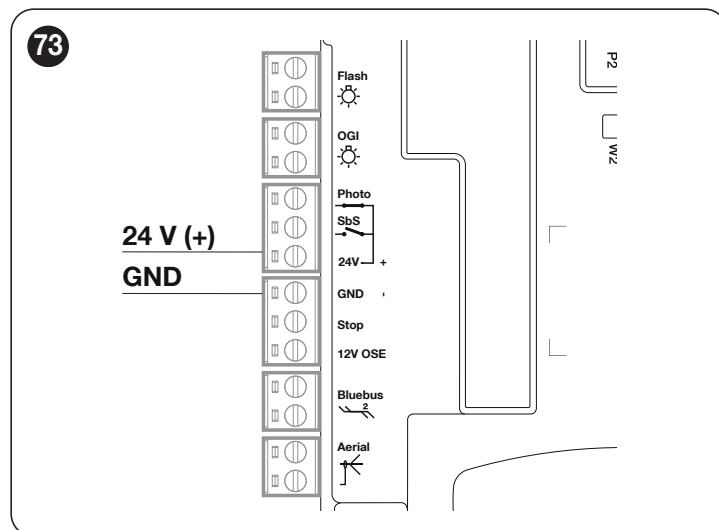 73
Flash
OGI
Photo
SbS
24V +
GND -
Stop
12V OSE
Bluebus
2
Aerial
24 V (+)
GND
P2
W2